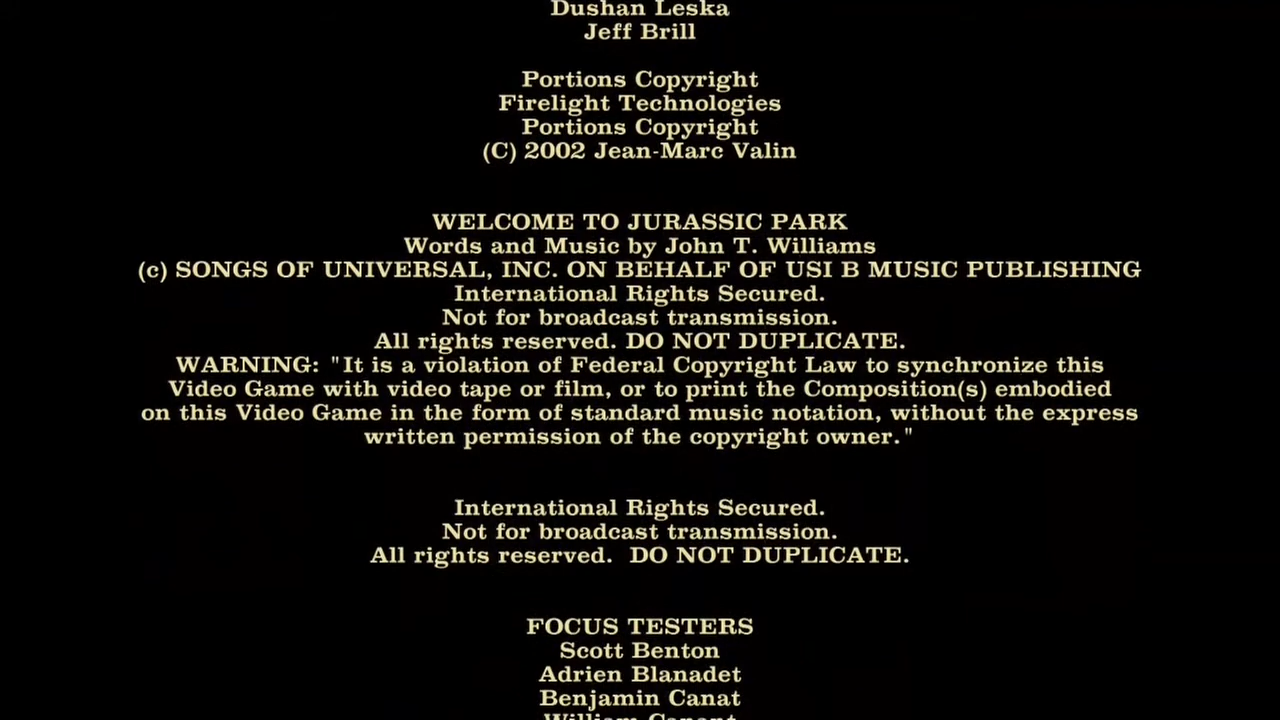 Dushan Leska
Jeff Brill
Portions Copyright
Firelight Technologies
Portions Copyright
(C) 2002 Jean-Marc Valin
WELCOME TO JURASSIC PARK
Words and Music by John T. Williams
(c) SONGS OF UNIVERSAL, INC. ON BEHALF OF USI B MUSIC PUBLISHING
International Rights Secured.
Not for broadcast transmission.
All rights reserved. DO NOT DUPLICATE.
WARNING: "It is a violation of Federal Copyright Law to synchronize this
Video Game with video tape or film, or to print the Composition(s) embodied
on this Video Game in the form of standard music notation, without the express
written permission of the copyright owner."
International Rights Secured.
Not for broadcast transmission.
All rights reserved.  DO NOT DUPLICATE.
FOCUS TESTERS
Scott Benton
Adrien Blanadet
Benjamin Canat
William